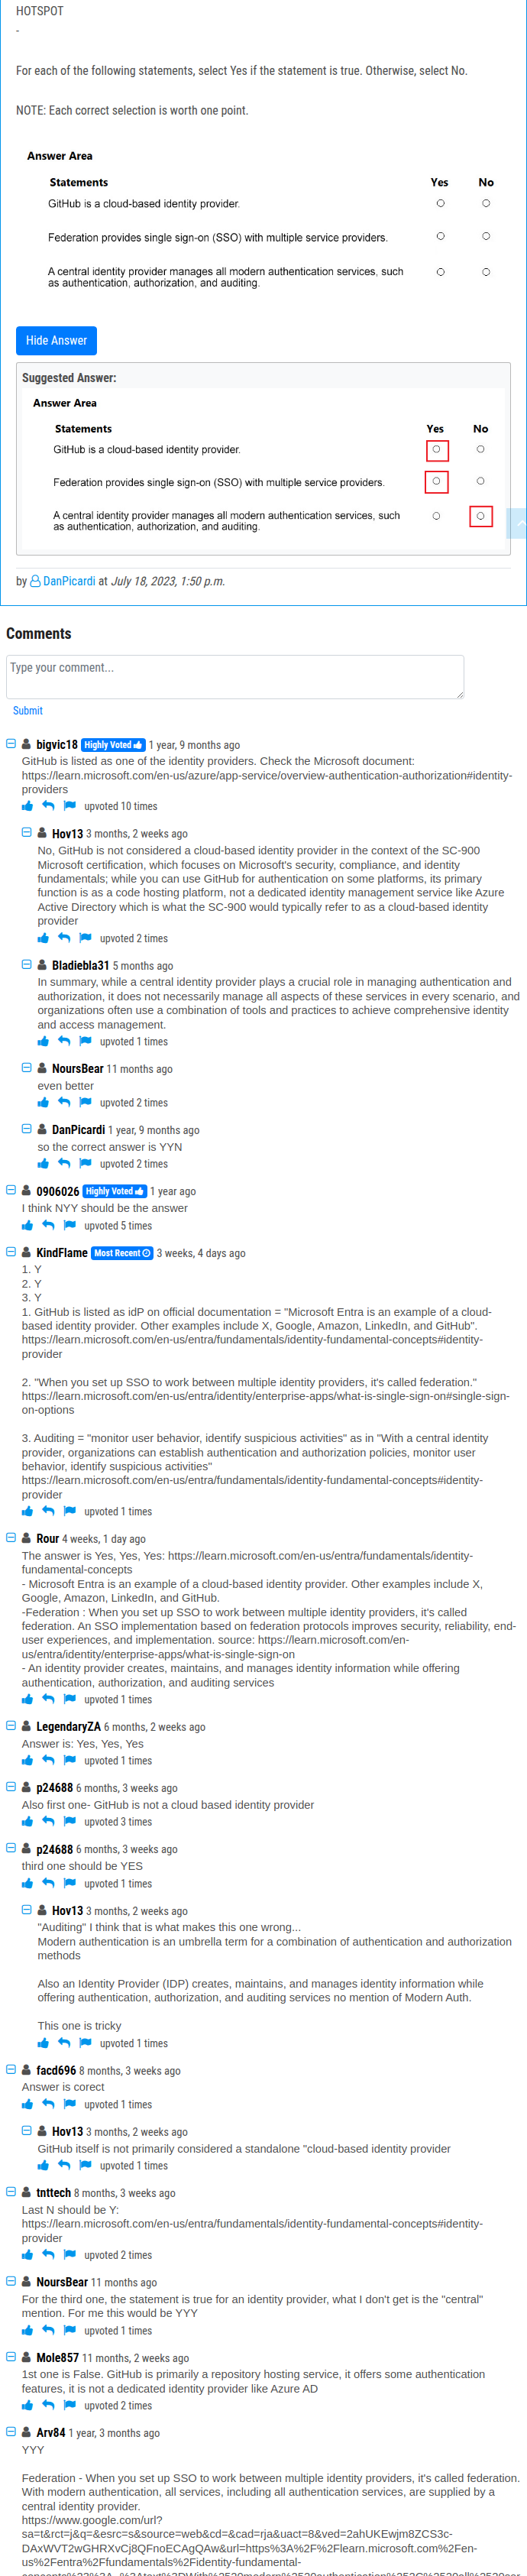 HOTSPOT
-
For each of the following statements, select Yes if the statement is true. Otherwise, select No.
NOTE: Each correct selection is worth one point.
Answer Area
Statements Yes No
GitHub is a cloud-based identity provider.
Federation provides single sign-on (SSO) with multiple service providers.
A central identity provider manages all modern authentication services, such
as authentication, authorization, and auditing.
Hide Answer
Suggested Answer:
Answer Area
Statements Yes No
GitHub is a cloud-based identity provider.
Federation provides single sign-on (SSO) with multiple service providers.
A central identity provider manages all modern authentication services, such
as authentication, authorization, and auditing.
by DanPicardi at July 18, 2023, 1:50 p.m.
Comments
Type your comment...
Submit
bigvic18 Highly Voted 1 year, 9 months ago
GitHub is listed as one of the identity providers. Check the Microsoft document:
https://learn.microsoft.com/en-us/azure/app-service/overview-authentication-authorization#identity-
providers
upvoted 10 times
Hov13 3 months, 2 weeks ago
No, GitHub is not considered a cloud-based identity provider in the context of the SC-900
Microsoft certification, which focuses on Microsoft's security, compliance, and identity
fundamentals; while you can use GitHub for authentication on some platforms, its primary
function is as a code hosting platform, not a dedicated identity management service like Azure
Active Directory which is what the SC-900 would typically refer to as a cloud-based identity
provider
upvoted 2 times
Bladiebla31 5 months ago
In summary, while a central identity provider plays a crucial role in managing authentication and
authorization, it does not necessarily manage all aspects of these services in every scenario, and
organizations often use a combination of tools and practices to achieve comprehensive identity
and access management.
upvoted 1 times
NoursBear 11 months ago
even better
upvoted 2 times
DanPicardi 1 year, 9 months ago
so the correct answer is YYN
upvoted 2 times
0906026 Highly Voted 1 year ago
I think NYY should be the answer
upvoted 5 times
KindFlame Most Recent 3 weeks, 4 days ago
1. Y
2. Y
3. Y
1. GitHub is listed as idP on official documentation = "Microsoft Entra is an example of a cloud-
based identity provider. Other examples include X, Google, Amazon, LinkedIn, and GitHub".
https://learn.microsoft.com/en-us/entra/fundamentals/identity-fundamental-concepts#identity-
provider
2. "When you set up SSO to work between multiple identity providers, it's called federation."
https://learn.microsoft.com/en-us/entra/identity/enterprise-apps/what-is-single-sign-on#single-sign-
on-options
3. Auditing = "monitor user behavior, identify suspicious activities" as in "With a central identity
provider, organizations can establish authentication and authorization policies, monitor user
behavior, identify suspicious activities"
https://learn.microsoft.com/en-us/entra/fundamentals/identity-fundamental-concepts#identity-
provider
upvoted 1 times
Rour 4 weeks, 1 day ago
The answer is Yes, Yes, Yes: https://learn.microsoft.com/en-us/entra/fundamentals/identity-
fundamental-concepts
- Microsoft Entra is an example of a cloud-based identity provider. Other examples include X,
Google, Amazon, LinkedIn, and GitHub.
-Federation : When you set up SSO to work between multiple identity providers, it's called
federation. An SSO implementation based on federation protocols improves security, reliability, end-
user experiences, and implementation. source: https://learn.microsoft.com/en-
us/entra/identity/enterprise-apps/what-is-single-sign-on
- An identity provider creates, maintains, and manages identity information while offering
authentication, authorization, and auditing services
upvoted 1 times
LegendaryZA 6 months, 2 weeks ago
Answer is: Yes, Yes, Yes
upvoted 1 times
p24688 6 months, 3 weeks ago
Also first one- GitHub is not a cloud based identity provider
upvoted 3 times
p24688 6 months, 3 weeks ago
third one should be YES
upvoted 1 times
Hov13 3 months, 2 weeks ago
"Auditing" I think that is what makes this one wrong...
Modern authentication is an umbrella term for a combination of authentication and authorization
methods
Also an Identity Provider (IDP) creates, maintains, and manages identity information while
offering authentication, authorization, and auditing services no mention of Modern Auth.
This one is tricky
upvoted 1 times
facd696 8 months, 3 weeks ago
Answer is corect
upvoted 1 times
Hov13 3 months, 2 weeks ago
GitHub itself is not primarily considered a standalone "cloud-based identity provider
upvoted 1 times
tnttech 8 months, 3 weeks ago
Last N should be Y:
https://learn.microsoft.com/en-us/entra/fundamentals/identity-fundamental-concepts#identity-
provider
upvoted 2 times
NoursBear 11 months ago
For the third one, the statement is true for an identity provider, what I don't get is the "central"
mention. For me this would be YYY
upvoted 1 times
Mole857 11 months, 2 weeks ago
1st one is False. GitHub is primarily a repository hosting service, it offers some authentication
features, it is not a dedicated identity provider like Azure AD
upvoted 2 times
Arv84 1 year, 3 months ago
YYY
Federation - When you set up SSO to work between multiple identity providers, it's called federation.
With modern authentication, all services, including all authentication services, are supplied by a
central identity provider.
https://www.google.com/url?
sa=t&rct=j&q=&esrc=s&source=web&cd=&cad=rja&uact=8&ved=2ahUKEwjm8ZCS3c-
DAxWVT2wGHRXvCj8QFnoECAgQAw&url=https%3A%2F%2Flearn.microsoft.com%2Fen-
us%2Fentra%2Ffundamentals%2Fidentity-fundamental-